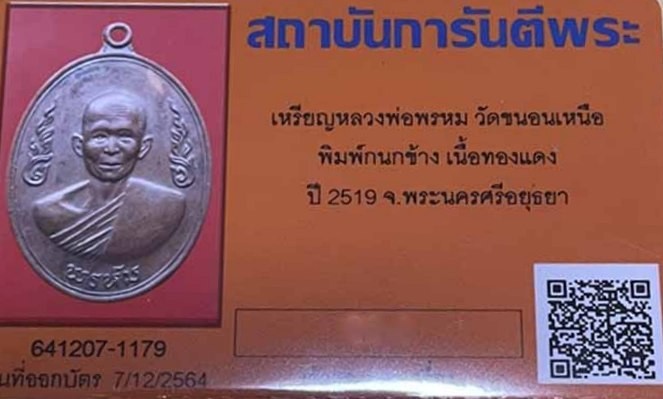 สถาบันการันตีพระ
เหรียญหลวงพ่อพรหม วัดขนอนเหนือ
พิมพ์กนกข้าง เนื้อทองแดง
ปี 2519 จ.พระนครศรีอยุธยา
641207-1179
นที่ออกบัตร 7/12/2564